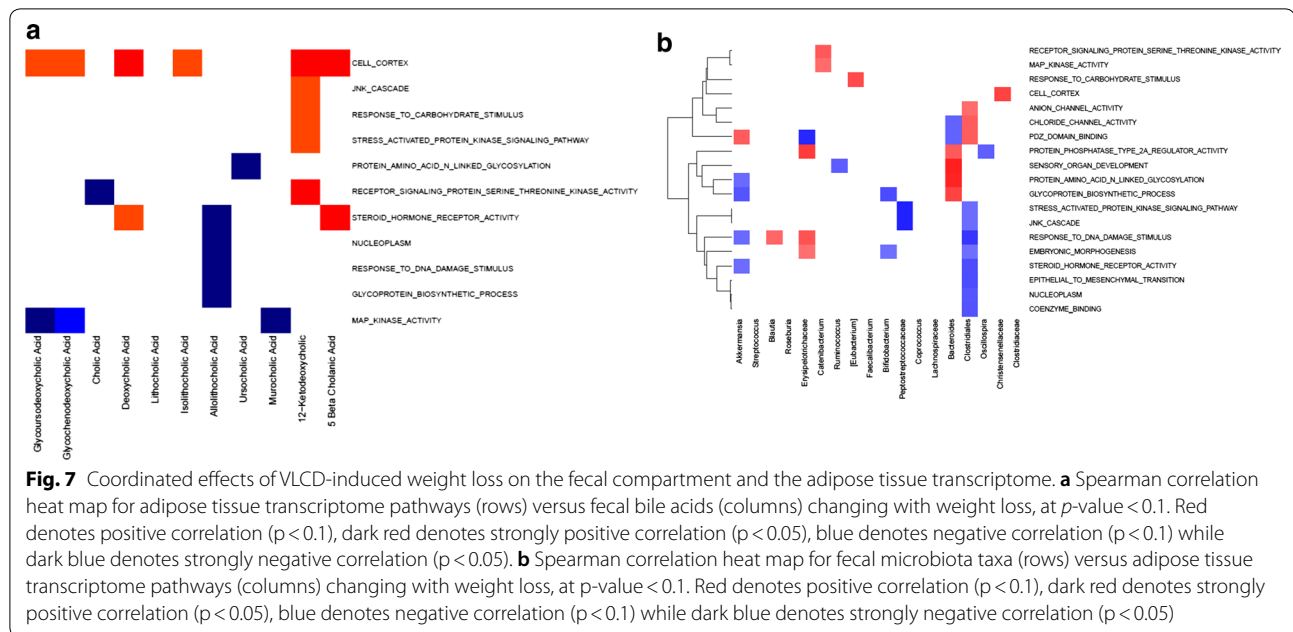 a
CELL_CORTEX
JNK_CASCADE
RESPONSE_TO_CARBOHYDRATE_STIMULUS
STRESS_ACTIVATED_PROTEIN_KINASE_SIGNALING_PATHWAY
PROTEIN_AMINO_ACID_N_LINKED_GLYCOSYLATION
RECEPTOR_SIGNALING_PROTEIN_SERINE_THREONINE_KINASE_ACTIVITY
STEROID_HORMONE_RECEPTOR_ACTIVITY
NUCLEOPLASM
RESPONSE_TO_DNA_DAMAGE_STIMULUS
GLYCOPROTEIN_BIOSYNTHETIC_PROCESS
MAP_KINASE_ACTIVITY
Glycoursodeoxycholic Acid
Glycochenodeoxycholic Acid
Cholic Acid
Deoxycholic Acid
Lithocholic Acid
Isolithocholic Acid
Allolithocholic Acid
Ursocholic Acid
Murocholic Acid
12-Ketodeoxycholic
5 Beta Cholanic Acid
b
RECEPTOR_SIGNALING_PROTEIN_SERINE_THREONINE_KINASE_ACTIVITY
MAP_KINASE_ACTIVITY
RESPONSE_TO_CARBOHYDRATE_STIMULUS
CELL_CORTEX
ANION_CHANNEL_ACTIVITY
CHLORIDE_CHANNEL_ACTIVITY
PDZ_DOMAIN_BINDING
PROTEIN_PHOSPHATASE_TYPE_2A_REGULATOR_ACTIVITY
SENSORY_ORGAN_DEVELOPMENT
PROTEIN_AMINO_ACID_N_LINKED_GLYCOSYLATION
GLYCOPROTEIN_BIOSYNTHETIC_PROCESS
STRESS_ACTIVATED_PROTEIN_KINASE_SIGNALING_PATHWAY
JNK_CASCADE
RESPONSE_TO_DNA_DAMAGE_STIMULUS
EMBRYONIC_MORPHOGENESIS
STEROID_HORMONE_RECEPTOR_ACTIVITY
EPITHELIAL_TO_MESENCHYMAL_TRANSITION
NUCLEOPLASM
COENZYME_BINDING
Akkermansia
Streptococcus
Blautia
Roseburia
Erysipelotrichaceae
Catenibacterium
Ruminococcus
[Eubacterium]
Faecalibacterium
Bifidobacterium
Peptostreptococcaceae
Coprococcus
Lachnospiraceae
Bacteroides
Clostridiales
Oscillospira
Christensenellaceae
Clostridiaceae
Fig. 7 Coordinated effects of VLCD-induced weight loss on the fecal compartment and the adipose tissue transcriptome. a Spearman correlation
heat map for adipose tissue transcriptome pathways (rows) versus fecal bile acids (columns) changing with weight loss, at p-value < 0.1. Red
denotes positive correlation (p < 0.1), dark red denotes strongly positive correlation (p < 0.05), blue denotes negative correlation (p < 0.1) while
dark blue denotes strongly negative correlation (p < 0.05). b Spearman correlation heat map for fecal microbiota taxa (rows) versus adipose tissue
transcriptome pathways (columns) changing with weight loss, at p-value < 0.1. Red denotes positive correlation (p < 0.1), dark red denotes strongly
positive correlation (p < 0.05), blue denotes negative correlation (p < 0.1) while dark blue denotes strongly negative correlation (p < 0.05)